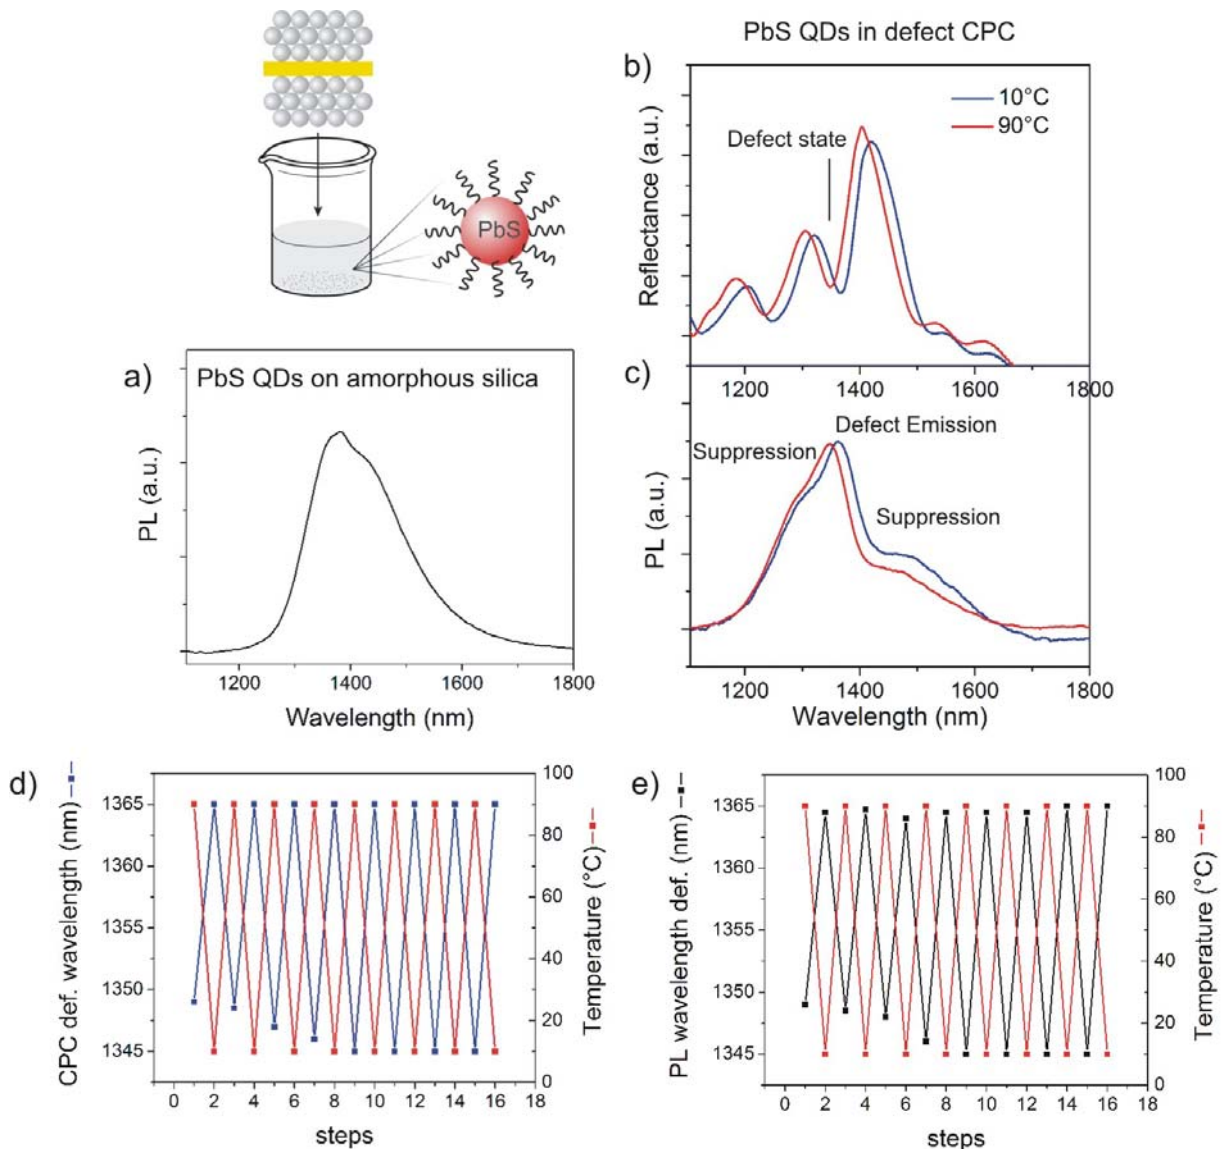 PbS QDs in defect CPC
PbS
b)
10°C
90°C
Defect state
Reflectance (a.u.)
1200 1400 1600 1800
a)
PbS QDs on amorphous silica
PL (a.u.)
1200 1400 1600 1800
Wavelength (nm)
c)
Defect Emission
Suppression
Suppression
PL (a.u.)
1200 1400 1600 1800
Wavelength (nm)
d)
CPC def. wavelength (nm)
1365
1360
1355
1350
1345
100
80
60
40
20
0
Temperature (°C)
0 2 4 6 8 10 12 14 16 18
steps
e)
PL wavelength def. (nm)
1365
1360
1355
1350
1345
100
80
60
40
20
0
Temperature (°C)
0 2 4 6 8 10 12 14 16 18
steps